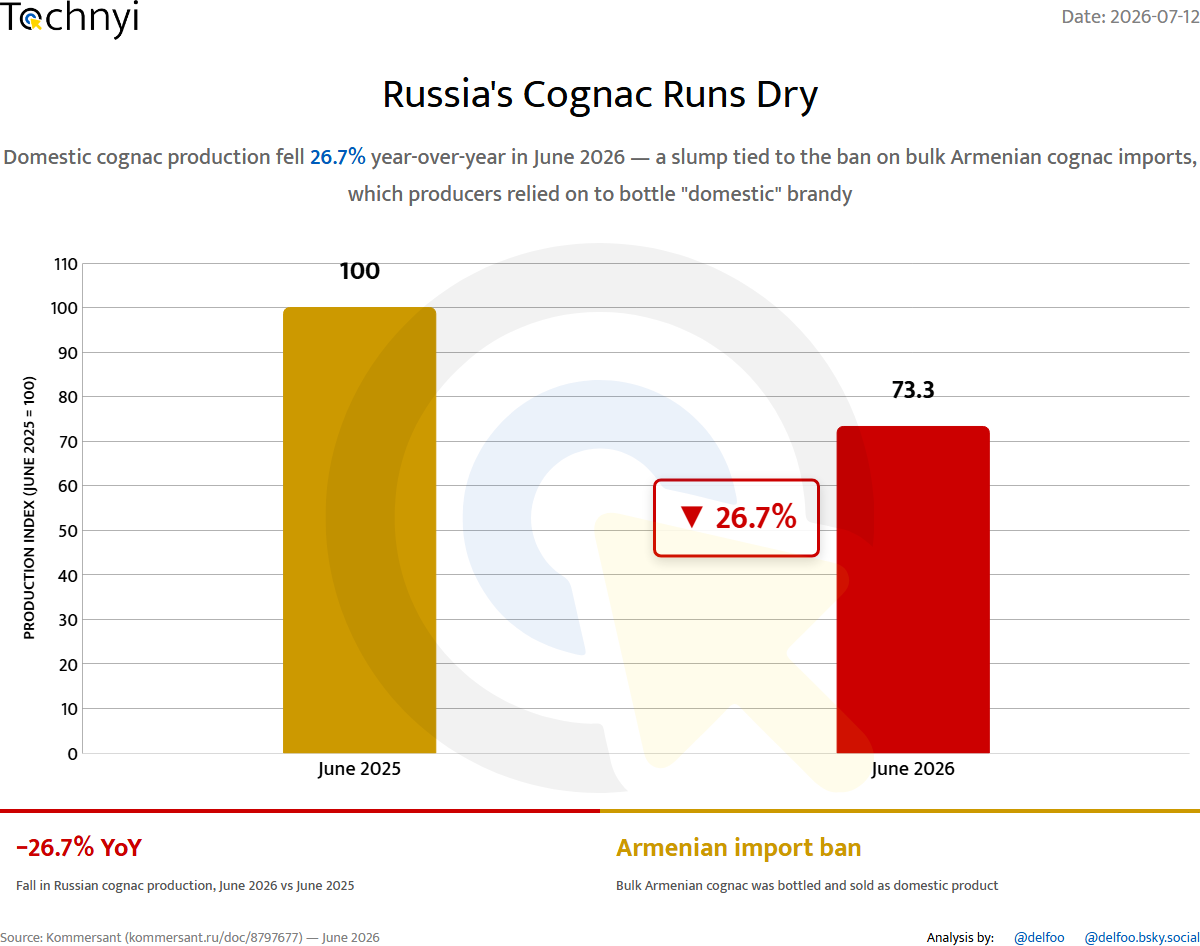 Tochnyi
Date: 2026-07-12
Russia's Cognac Runs Dry
Domestic cognac production fell 26.7% year-over-year in June 2026 — a slump tied to the ban on bulk Armenian cognac imports,
which producers relied on to bottle "domestic" brandy
PRODUCTION INDEX (JUNE 2025 = 100)
110
100
90
80
70
60
50
40
30
20
10
0
100
73.3
▼ 26.7%
June 2025
June 2026
−26.7% YoY
Fall in Russian cognac production, June 2026 vs June 2025
Armenian import ban
Bulk Armenian cognac was bottled and sold as domestic product
Source: Kommersant (kommersant.ru/doc/8797677) — June 2026
Analysis by: @delfoo @delfoo.bsky.social